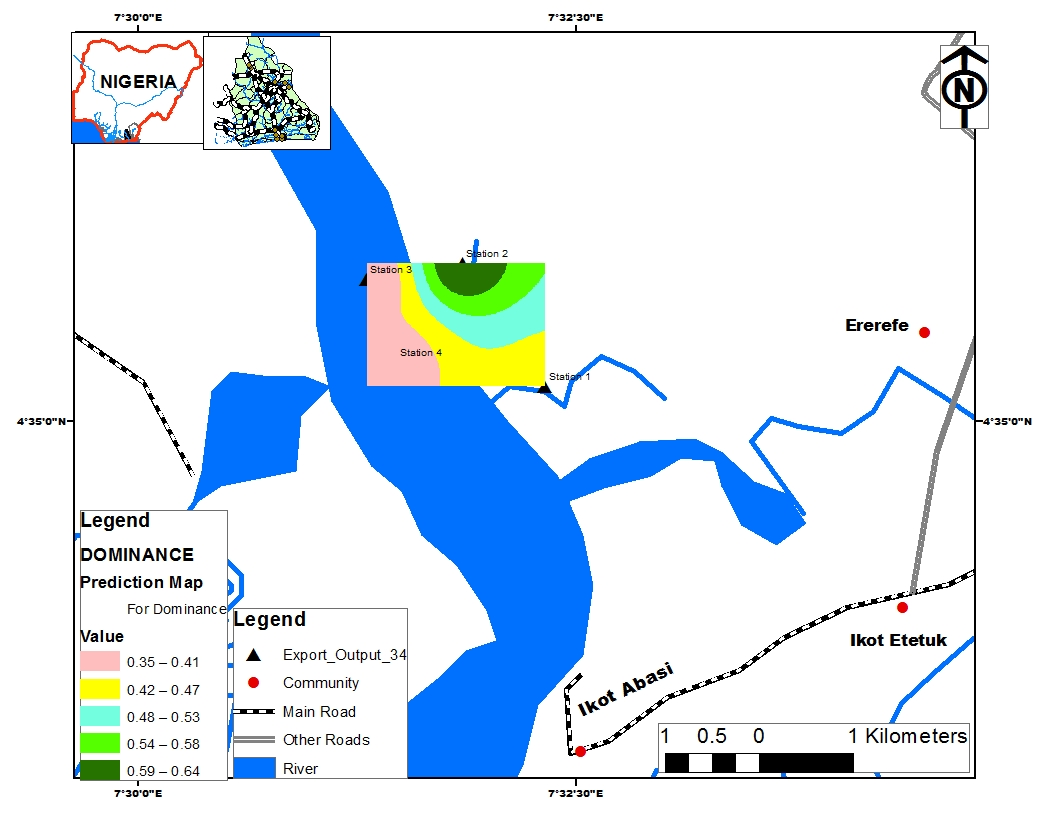 7°30'0"E
7°32'30"E
NIGERIA
N
N
Station 2
Station 3
Station 4
Station 1
Ererefe
4°35'0"N
4°35'0"N
Ikot Etetuk
Ikot Abasi
Legend
DOMINANCE
Prediction Map
For Dominance
Value
0.35 – 0.41
0.42 – 0.47
0.48 – 0.53
0.54 – 0.58
0.59 – 0.64
Legend
Export_Output_34
Community
Main Road
Other Roads
River
1 0.5 0 1 Kilometers
7°30'0"E
7°32'30"E